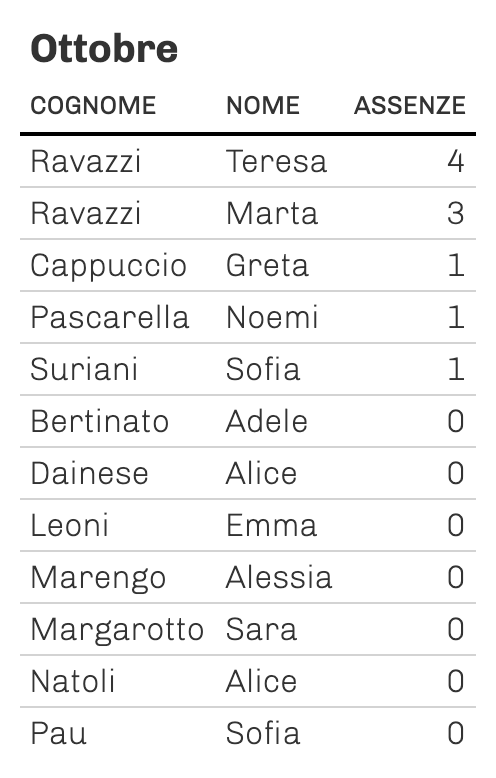 Ottobre
COGNOME NOME ASSENZE
Ravazzi Teresa 4
Ravazzi Marta 3
Cappuccio Greta 1
Pascarella Noemi 1
Suriani Sofia 1
Bertinato Adele 0
Dainese Alice 0
Leoni Emma 0
Marengo Alessia 0
Margarotto Sara 0
Natoli Alice 0
Pau Sofia 0